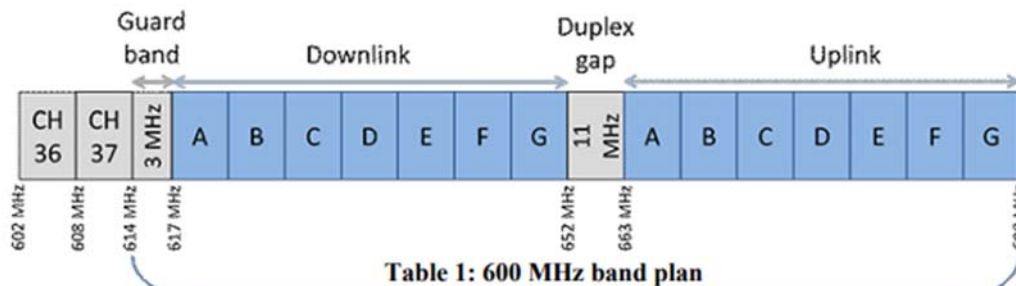 Guard band
Downlink
Duplex gap
Uplink
CH 36
CH 37
3 MHz
A B C D E F G
11 MHz
A B C D E F G
602 MHz
608 MHz
614 MHz
617 MHz
652 MHz
663 MHz
Table 1: 600 MHz band plan